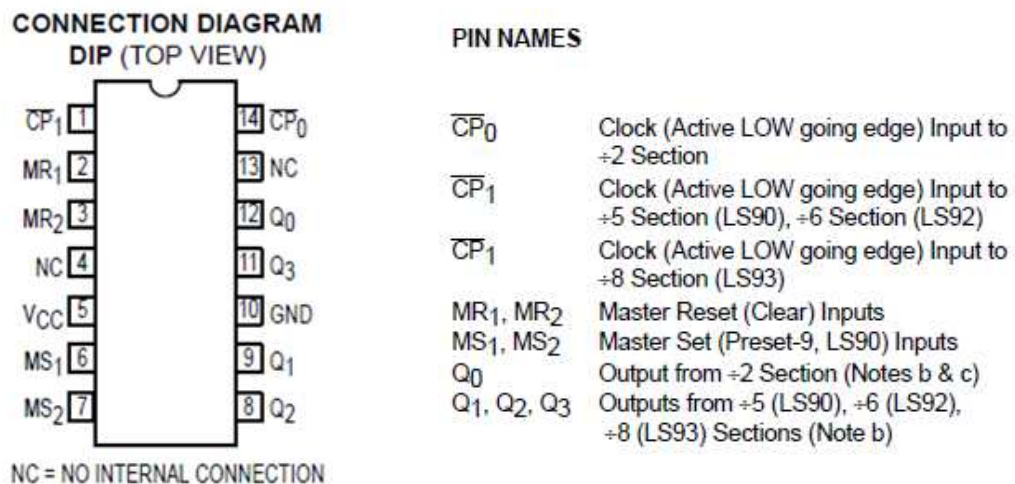 CONNECTION DIAGRAM
DIP (TOP VIEW)
C̅P̅1 1
MR1 2
MR2 3
NC 4
VCC 5
MS1 6
MS2 7
14 C̅P̅0
13 NC
12 Q0
11 Q3
10 GND
9 Q1
8 Q2
NC = NO INTERNAL CONNECTION
PIN NAMES
C̅P̅0 Clock (Active LOW going edge) Input to
÷2 Section
C̅P̅1 Clock (Active LOW going edge) Input to
÷5 Section (LS90), ÷6 Section (LS92)
C̅P̅1 Clock (Active LOW going edge) Input to
÷8 Section (LS93)
MR1, MR2 Master Reset (Clear) Inputs
MS1, MS2 Master Set (Preset-9, LS90) Inputs
Q0 Output from ÷2 Section (Notes b & c)
Q1, Q2, Q3 Outputs from ÷5 (LS90), ÷6 (LS92),
÷8 (LS93) Sections (Note b)